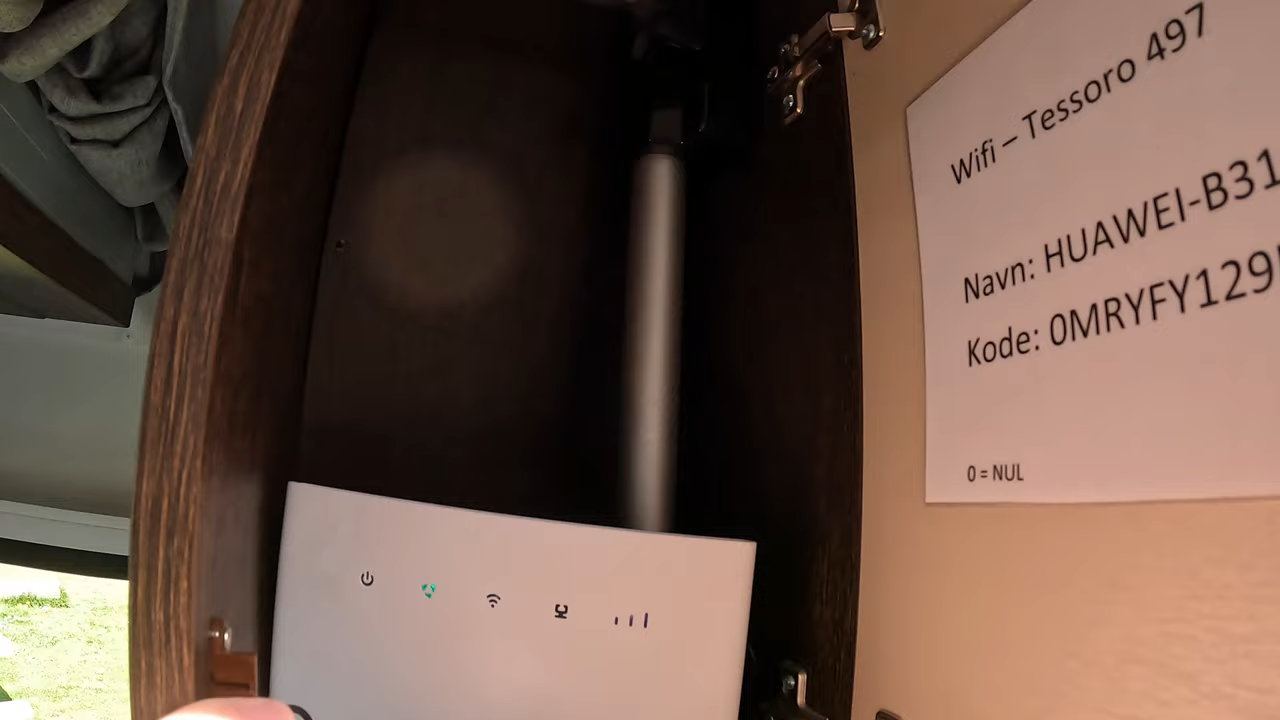 Wifi – Tessoro 497
Navn: HUAWEI-B31
Kode: 0MRYFY129
0 = NUL